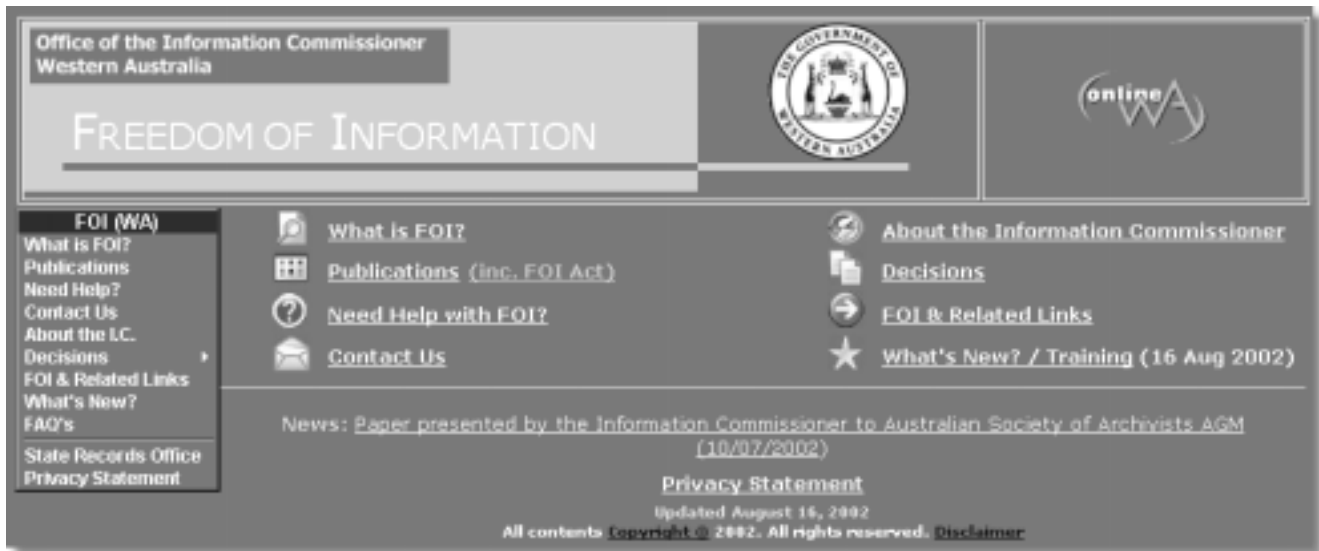 Office of the Information Commissioner
Western Australia
FREEDOM OF INFORMATION
THE GOVERNMENT OF
WESTERN AUSTRALIA
onlineWA
FOI (WA)
What is FOI?
Publications
Need Help?
Contact Us
About the I.C.
Decisions
FOI & Related Links
What's New?
FAQ's
State Records Office
Privacy Statement
What is FOI?
Publications (inc. FOI Act)
Need Help with FOI?
Contact Us
About the Information Commissioner
Decisions
FOI & Related Links
What's New? / Training (16 Aug 2002)
News: Paper presented by the Information Commissioner to Australian Society of Archivists AGM
(10/07/2002)
Privacy Statement
Updated August 16, 2002
All contents Copyright © 2002. All rights reserved. Disclaimer